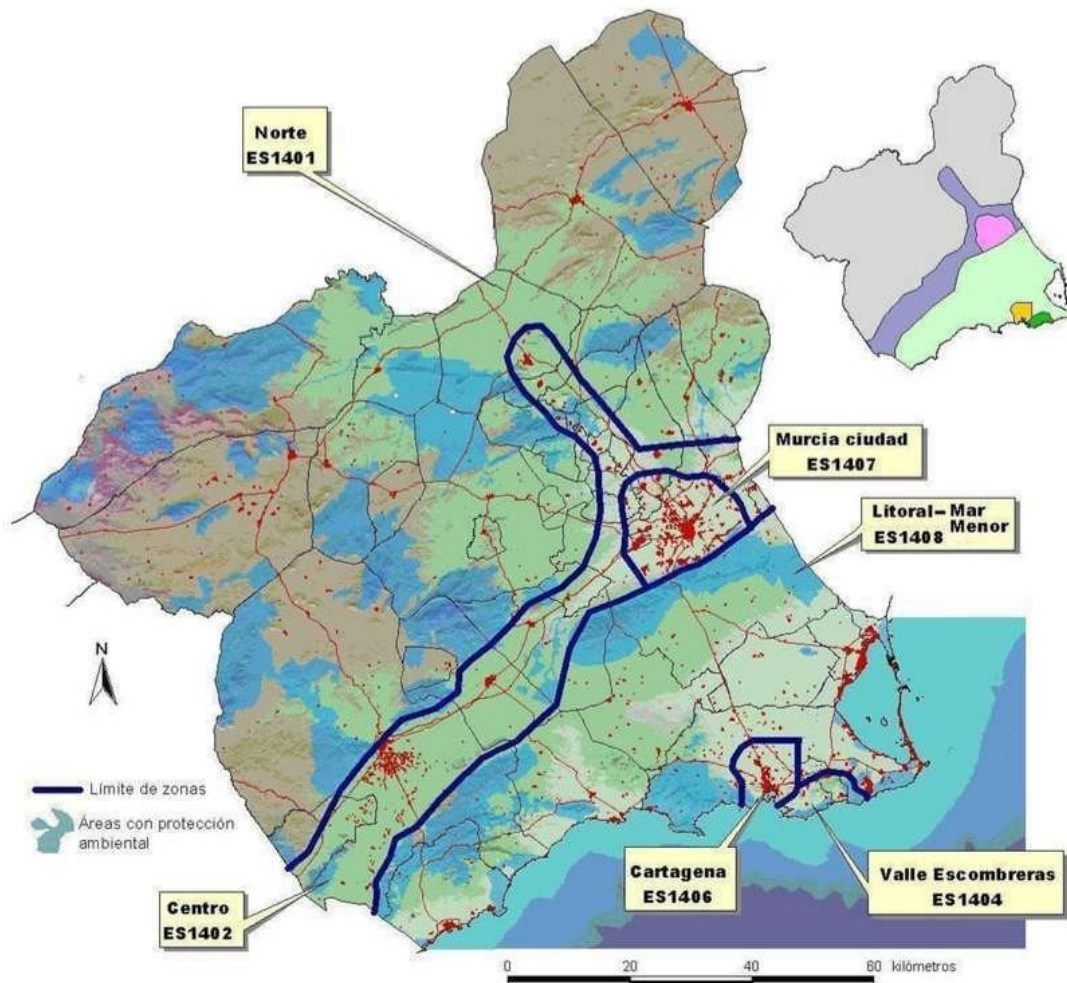 Norte
ES1401
Murcia ciudad
ES1407
Litoral–Mar
Menor
ES1408
N
Límite de zonas
Áreas con protección
ambiental
Cartagena
ES1406
Valle Escombreras
ES1404
Centro
ES1402
0 20 40 60 kilómetros